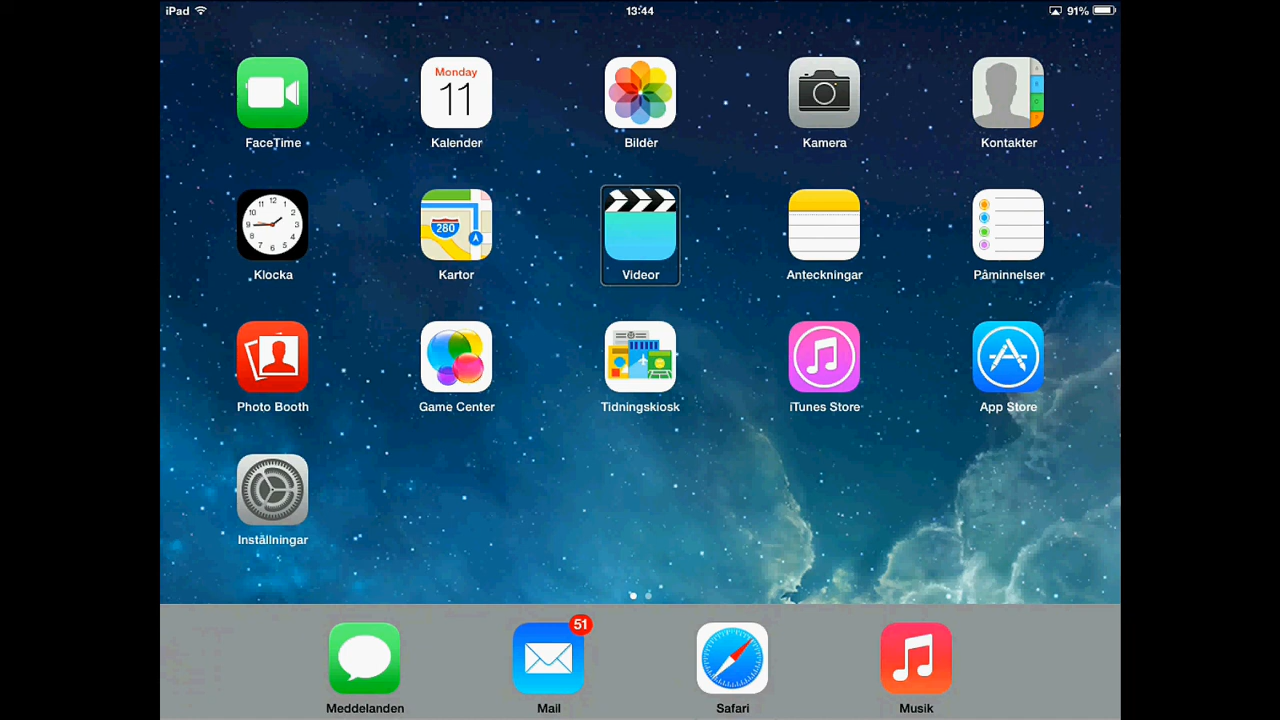 iPad 13:44 91%
Monday
11
FaceTime Kalender Bilder Kamera Kontakter
280
Klocka Kartor Videor Anteckningar Påminnelser
Photo Booth Game Center Tidningskiosk iTunes Store App Store
Inställningar
51
Meddelanden Mail Safari Musik